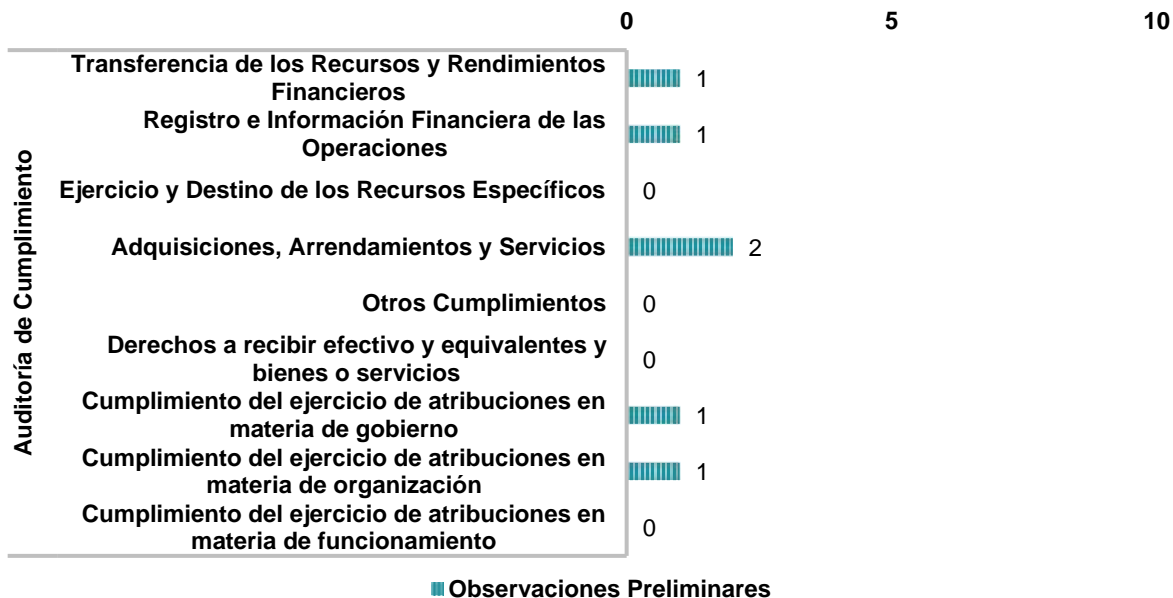 0 5 10
Auditoría de Cumplimiento
Transferencia de los Recursos y Rendimientos
Financieros
1
Registro e Información Financiera de las
Operaciones
1
Ejercicio y Destino de los Recursos Específicos
0
Adquisiciones, Arrendamientos y Servicios
2
Otros Cumplimientos
0
Derechos a recibir efectivo y equivalentes y
bienes o servicios
0
Cumplimiento del ejercicio de atribuciones en
materia de gobierno
1
Cumplimiento del ejercicio de atribuciones en
materia de organización
1
Cumplimiento del ejercicio de atribuciones en
materia de funcionamiento
0
Observaciones Preliminares